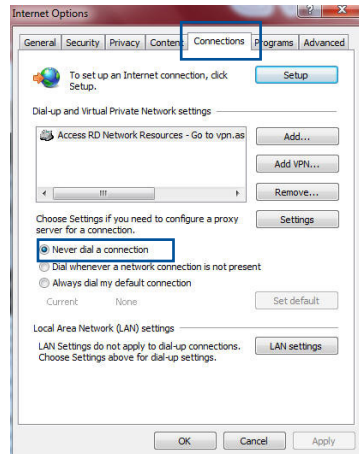 Internet Options
General Security Privacy Content Connections Programs Advanced
To set up an Internet connection, click
Setup.
Setup
Dial-up and Virtual Private Network settings
Access RD Network Resources - Go to vpn.as
Add...
Add VPN...
Remove...
Choose Settings if you need to configure a proxy
server for a connection.
Settings
Never dial a connection
Dial whenever a network connection is not present
Always dial my default connection
Current None
Set default
Local Area Network (LAN) settings
LAN Settings do not apply to dial-up connections.
Choose Settings above for dial-up settings.
LAN settings
OK Cancel Apply